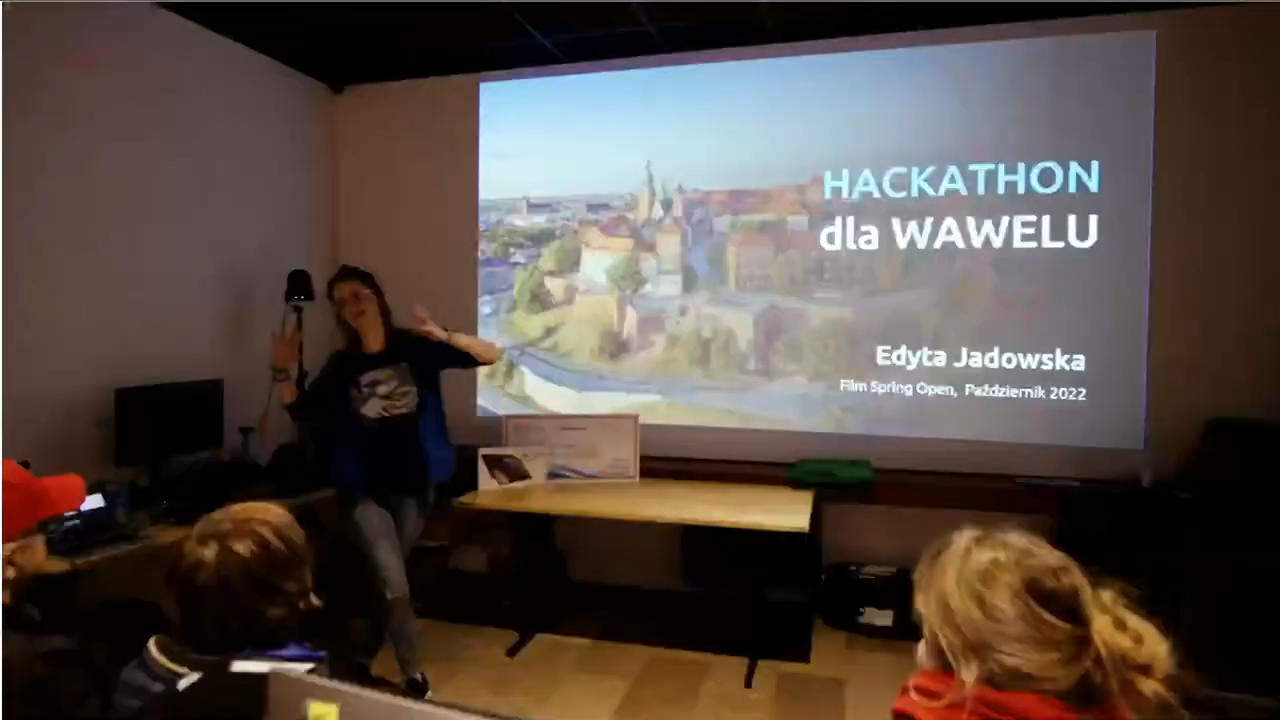 HACKATHON
dla WAWELU
Edyta Jadowska
Film Spring Open, Październik 2022